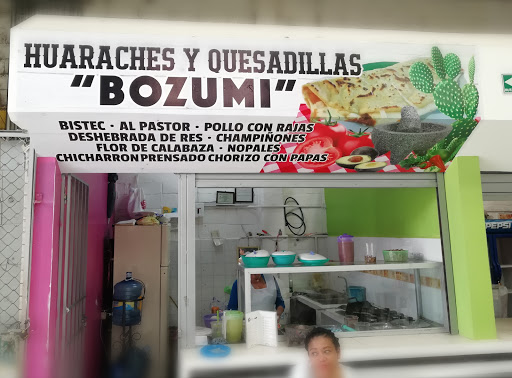 HUARACHES Y QUESADILLAS
"BOZUMI"
BISTEC · AL PASTOR · POLLO CON RAJAS
DESHEBRADA DE RES · CHAMPIÑONES
FLOR DE CALABAZA · NOPALES
CHICHARRON PRENSADO CHORIZO CON PAPAS
PEPSI